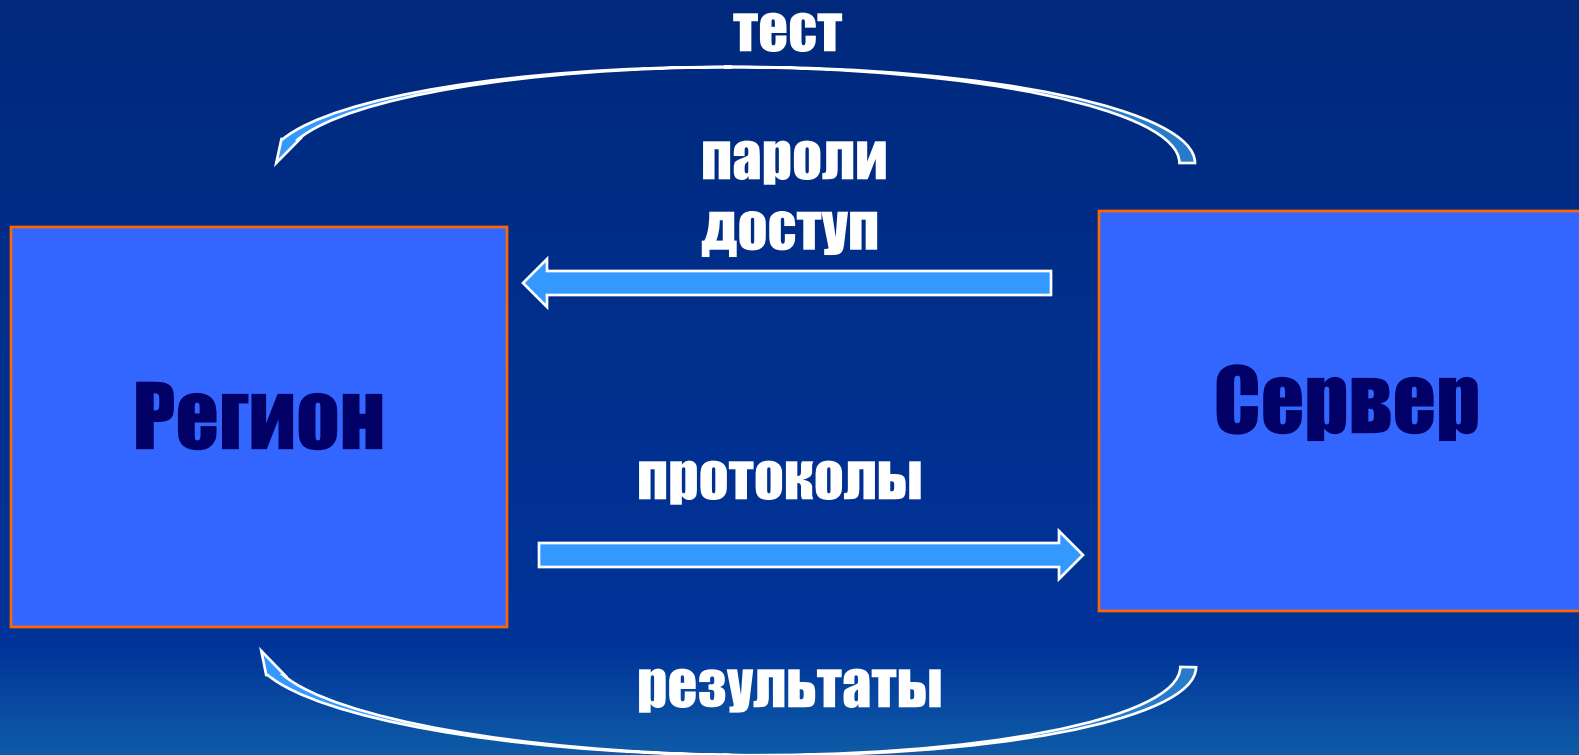 тест
пароли
доступ
Регион
Сервер
протоколы
результаты